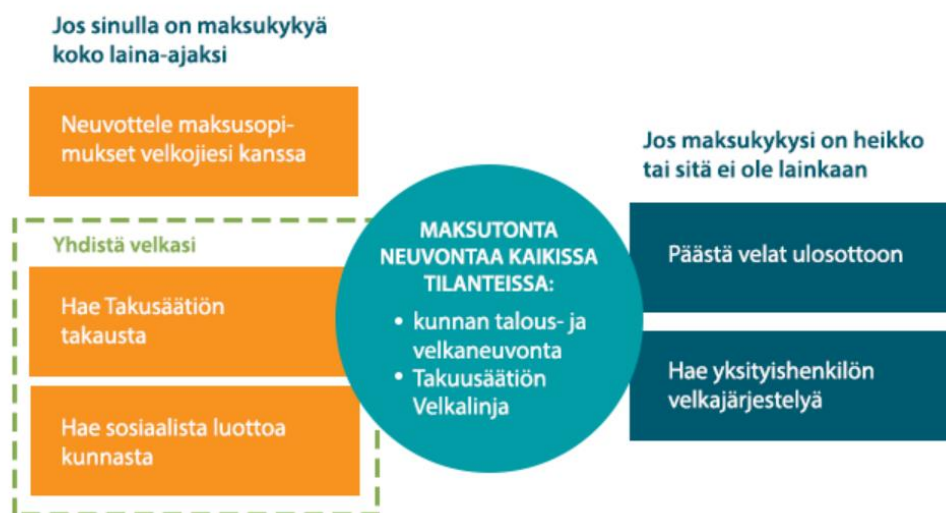 Jos sinulla on maksukykyä
koko laina-ajaksi
Neuvottele maksusopi-
mukset velkojiesi kanssa
Yhdistä velkasi
Hae Takusäätiön
takausta
Hae sosiaalista luottoa
kunnasta
MAKSUTONTA
NEUVONTAA KAIKISSA
TILANTEISSA:
• kunnan talous- ja
velkaneuvonta
• Takuusäätiön
Velkalinja
Jos maksukykysi on heikko
tai sitä ei ole lainkaan
Päästä velat ulosottoon
Hae yksityishenkilön
velkajärjestelyä